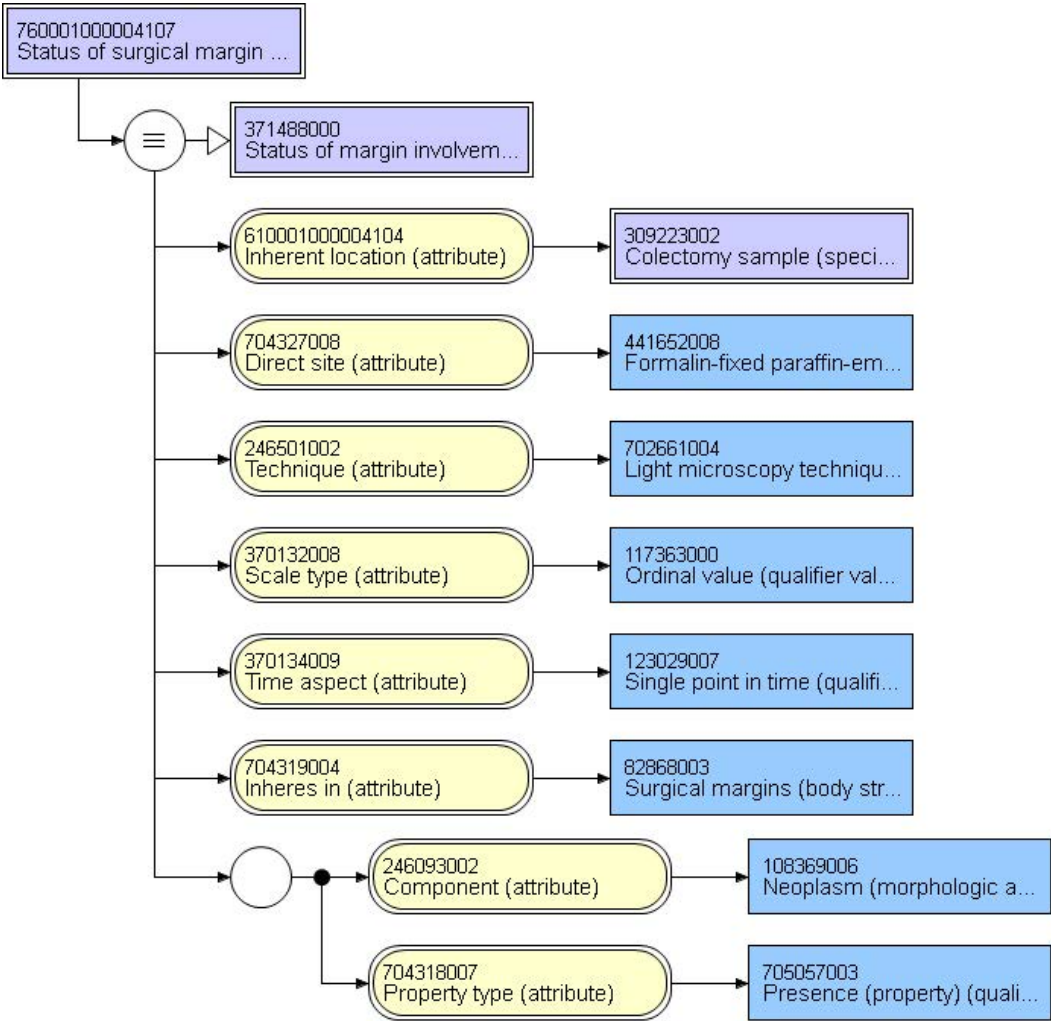 760001000004107
Status of surgical margin ...
≡
371488000
Status of margin involvem...
610001000004104
Inherent location (attribute)
309223002
Colectomy sample (speci...
704327008
Direct site (attribute)
441652008
Formalin-fixed paraffin-em...
246501002
Technique (attribute)
702661004
Light microscopy techniqu...
370132008
Scale type (attribute)
117363000
Ordinal value (qualifier val...
370134009
Time aspect (attribute)
123029007
Single point in time (qualifi...
704319004
Inheres in (attribute)
82868003
Surgical margins (body str...
246093002
Component (attribute)
108369006
Neoplasm (morphologic a...
704318007
Property type (attribute)
705057003
Presence (property) (quali...